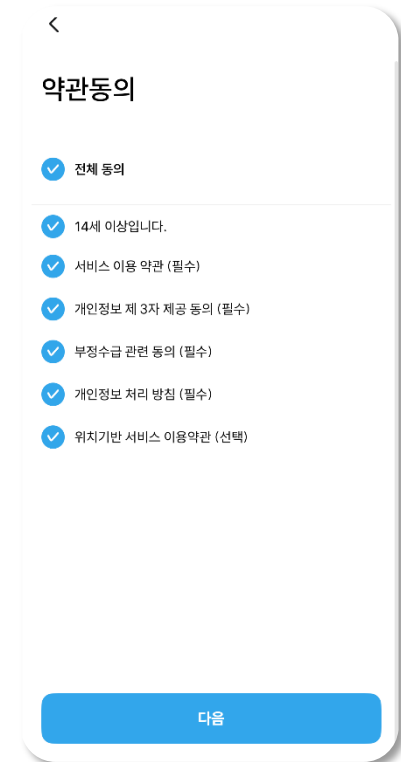 약관동의
전체 동의
14세 이상입니다.
서비스 이용 약관 (필수)
개인정보 제 3자 제공 동의 (필수)
부정수급 관련 동의 (필수)
개인정보 처리 방침 (필수)
위치기반 서비스 이용약관 (선택)
다음